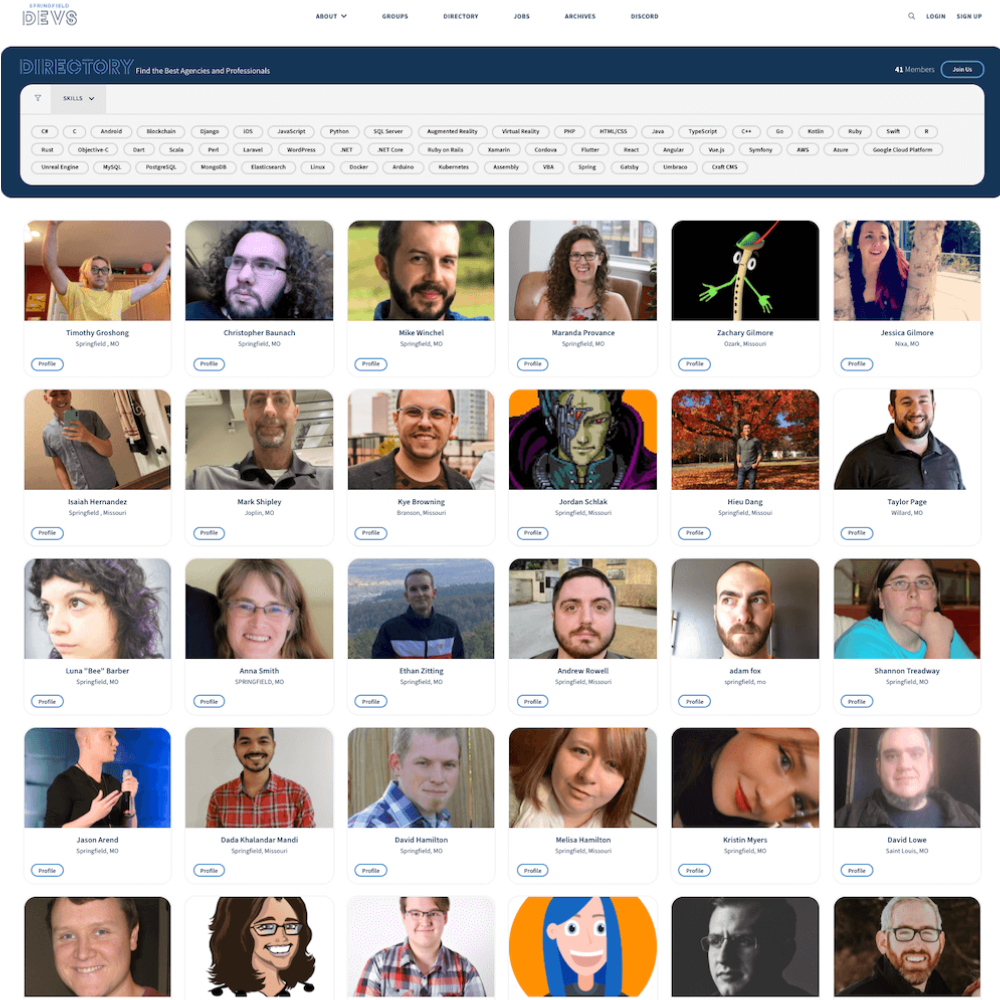 SPRINGFIELD
DEVS
ABOUT GROUPS DIRECTORY JOBS ARCHIVES DISCORD LOGIN SIGN UP
DIRECTORY Find the Best Agencies and Professionals 41 Members Join Us
SKILLS
C# C Android Blockchain Django iOS JavaScript Python SQL Server Augmented Reality Virtual Reality PHP HTML/CSS Java TypeScript C++ Go Kotlin Ruby Swift R
Rust Objective-C Dart Scala Perl Laravel WordPress .NET .NET Core Ruby on Rails Xamarin Cordova Flutter React Angular Vue.js Symfony AWS Azure Google Cloud Platform
Unreal Engine MySQL PostgreSQL MongoDB Elasticsearch Linux Docker Arduino Kubernetes Assembly VBA Spring Gatsby Umbraco Craft CMS
Timothy Groshong Christopher Baunach Mike Winchel Maranda Provance Zachary Gilmore Jessica Gilmore
Springfield , MO Springfield, MO Springfield, MO Springfield, MO Ozark, Missouri Nixa, MO
Profile Profile Profile Profile Profile Profile
Isaiah Hernandez Mark Shipley Kye Browning Jordan Schlak Hieu Dang Taylor Page
Springfield , Missouri Joplin, MO Branson, Missouri Springfield, Missouri Springfield, Missoui Willard, MO
Profile Profile Profile Profile Profile Profile
Luna "Bee" Barber Anna Smith Ethan Zitting Andrew Rowell adam fox Shannon Treadway
Springfield, MO SPRINGFIELD, MO Springfield, MO Springfield, Missouri springfield, mo Springfield, MO
Profile Profile Profile Profile Profile Profile
Jason Arend Dada Khalandar Mandi David Hamilton Melisa Hamilton Kristin Myers David Lowe
Springfield, MO Springfield, Missouri Springfield, MO Springfield, Missouri Springfield, MO Saint Louis, MO
Profile Profile Profile Profile Profile Profile